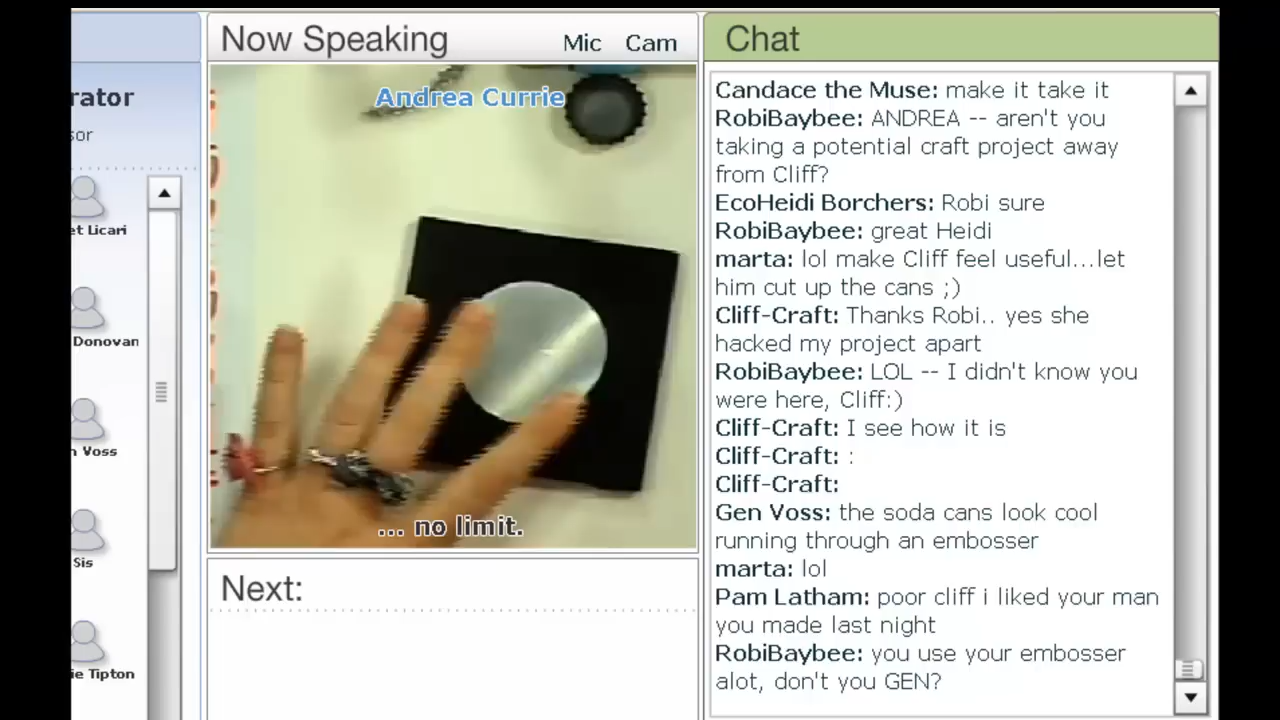 rator
sor
et Licari
Donovan
n Voss
Sis
ie Tipton
Now Speaking Mic Cam
Andrea Currie
... no limit.
Next:
Chat
Candace the Muse: make it take it
RobiBaybee: ANDREA -- aren't you
taking a potential craft project away
from Cliff?
EcoHeidi Borchers: Robi sure
RobiBaybee: great Heidi
marta: lol make Cliff feel useful...let
him cut up the cans ;)
Cliff-Craft: Thanks Robi.. yes she
hacked my project apart
RobiBaybee: LOL -- I didn't know you
were here, Cliff:)
Cliff-Craft: I see how it is
Cliff-Craft: :
Cliff-Craft:
Gen Voss: the soda cans look cool
running through an embosser
marta: lol
Pam Latham: poor cliff i liked your man
you made last night
RobiBaybee: you use your embosser
alot, don't you GEN?